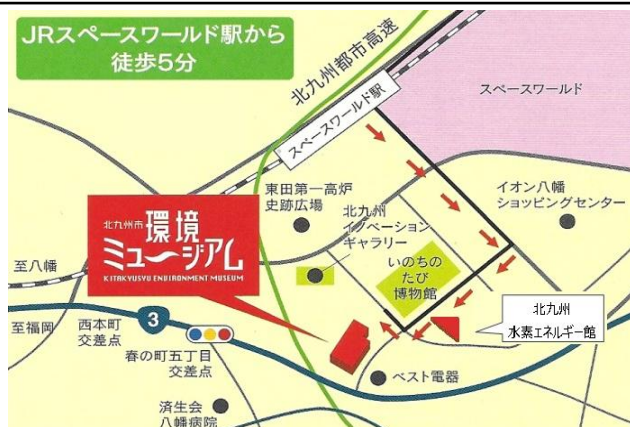 JRスペースワールド駅から
徒歩5分
北九州都市高速
スペースワールド駅
スペースワールド
東田第一高炉
史跡広場
イオン八幡
ショッピングセンター
北九州
イノベーション
ギャラリー
いのちの
たび
博物館
北九州市
環境
ミュージアム
KITAKYUSYU ENVIRONMENT MUSEUM
至八幡
至福岡
西本町
交差点
3
春の町五丁目
交差点
北九州
水素エネルギー館
ベスト電器
済生会
八幡病院